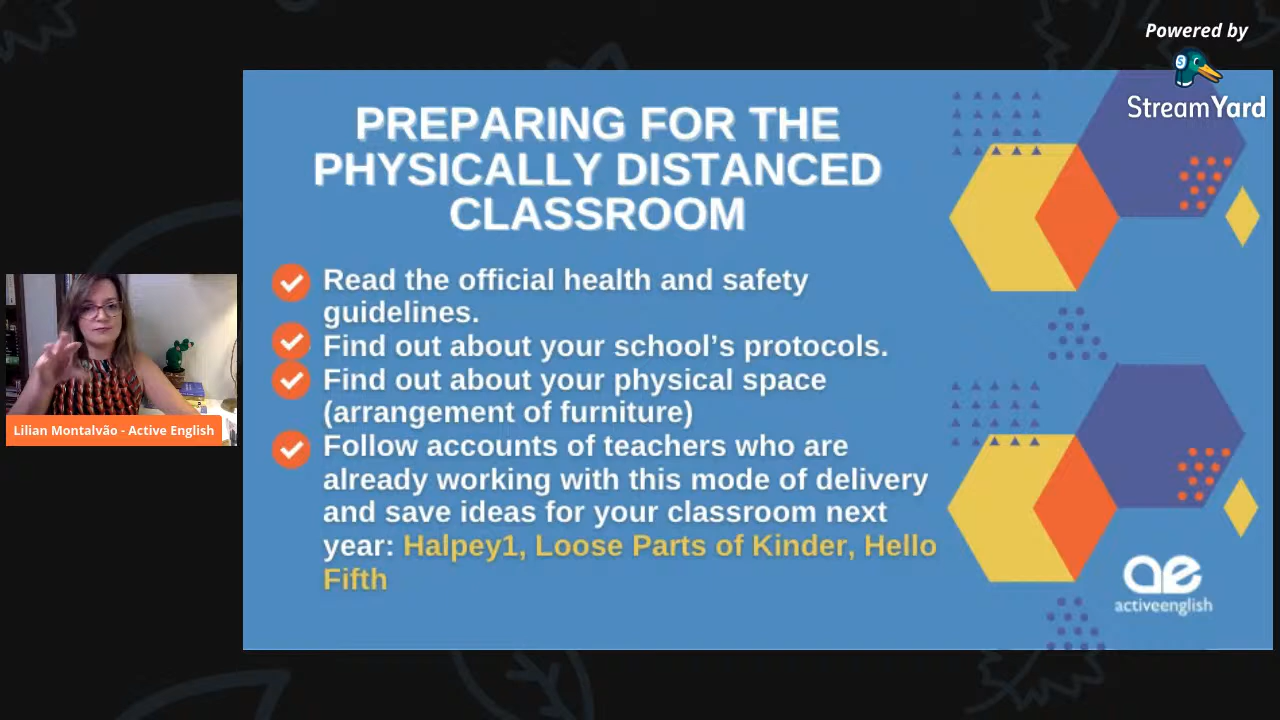 Powered by
StreamYard
PREPARING FOR THE
PHYSICALLY DISTANCED
CLASSROOM
Read the official health and safety
guidelines.
Find out about your school’s protocols.
Find out about your physical space
(arrangement of furniture)
Follow accounts of teachers who are
already working with this mode of delivery
and save ideas for your classroom next
year: Halpey1, Loose Parts of Kinder, Hello
Fifth
Lilian Montalvão - Active English
ae
activeenglish